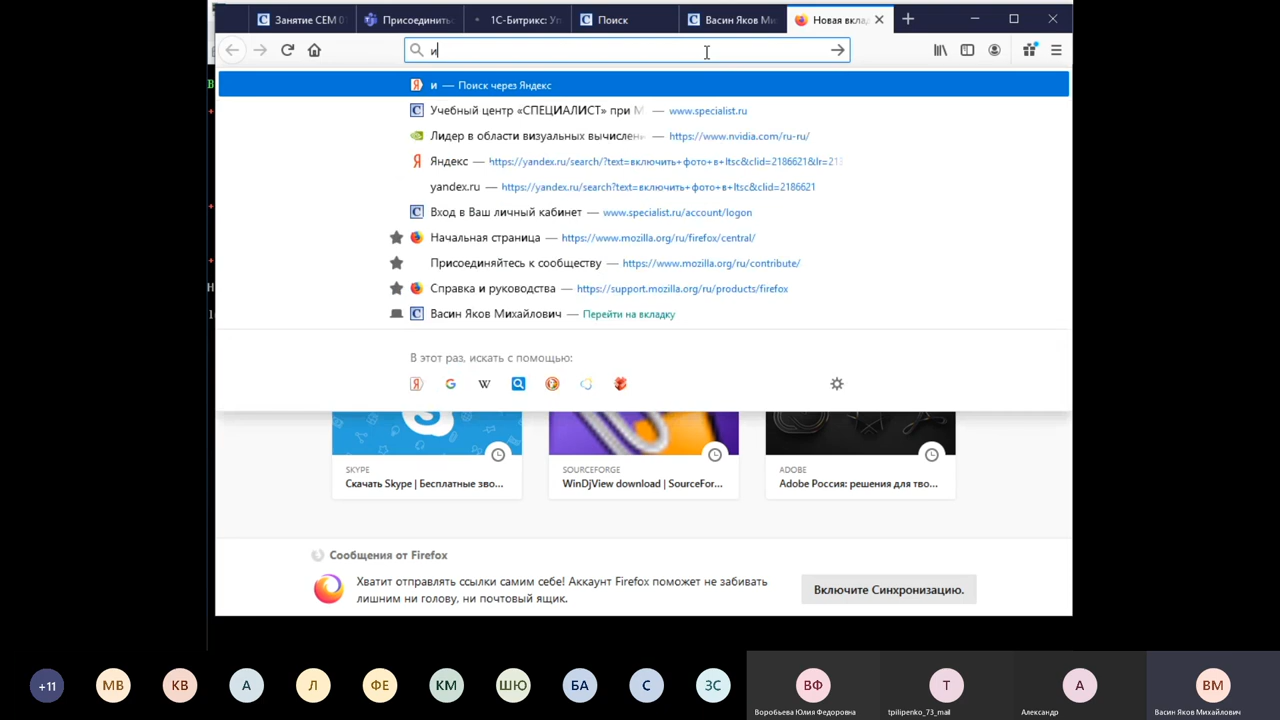 Занятие СЕМ 0
Присоединитьс
1С-Битрикс: Уп
Поиск
Васин Яков Ми
Новая вкла
и
и — Поиск через Яндекс
Учебный центр «СПЕЦИАЛИСТ» при М — www.specialist.ru
Лидер в области визуальных вычислен — https://www.nvidia.com/ru-ru/
Яндекс — https://yandex.ru/search/?text=включить+фото+в+ltsc&clid=2186621&lr=213
yandex.ru — https://yandex.ru/search?text=включить+фото+в+ltsc&clid=2186621
Вход в Ваш личный кабинет — www.specialist.ru/account/logon
Начальная страница — https://www.mozilla.org/ru/firefox/central/
Присоединяйтесь к сообществу — https://www.mozilla.org/ru/contribute/
Справка и руководства — https://support.mozilla.org/ru/products/firefox
Васин Яков Михайлович — Перейти на вкладку
В этот раз, искать с помощью:
SKYPE
Скачать Skype | Бесплатные зво...
SOURCEFORGE
WinDjView download | SourceFor...
ADOBE
Adobe Россия: решения для тво...
Сообщения от Firefox
Хватит отправлять ссылки самим себе! Аккаунт Firefox поможет не забивать
лишним ни голову, ни почтовый ящик.
Включите Синхронизацию.
+11
МВ
КВ
А
Л
ФЕ
КМ
ШЮ
БА
С
ЗС
ВФ
Т
А
ВМ
Воробьева Юлия Федоровна
tpilipenko_73_mail
Александр
Васин Яков Михайлович